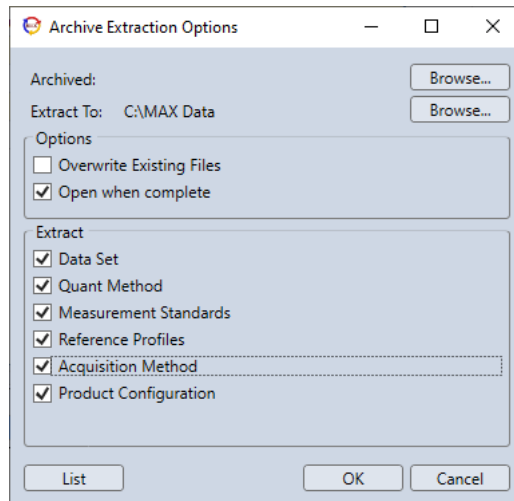 Archive Extraction Options
Archived:
Browse...
Extract To: C:\MAX Data
Browse...
Options
Overwrite Existing Files
Open when complete
Extract
Data Set
Quant Method
Measurement Standards
Reference Profiles
Acquisition Method
Product Configuration
List
OK
Cancel